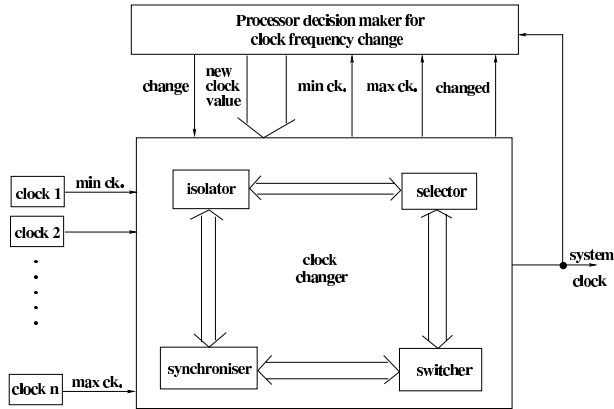 Processor decision maker for
clock frequency change
change
new
clock
value
min ck.
max ck.
changed
clock 1
min ck.
clock 2
isolator
selector
clock
changer
system
clock
synchroniser
switcher
clock n
max ck.